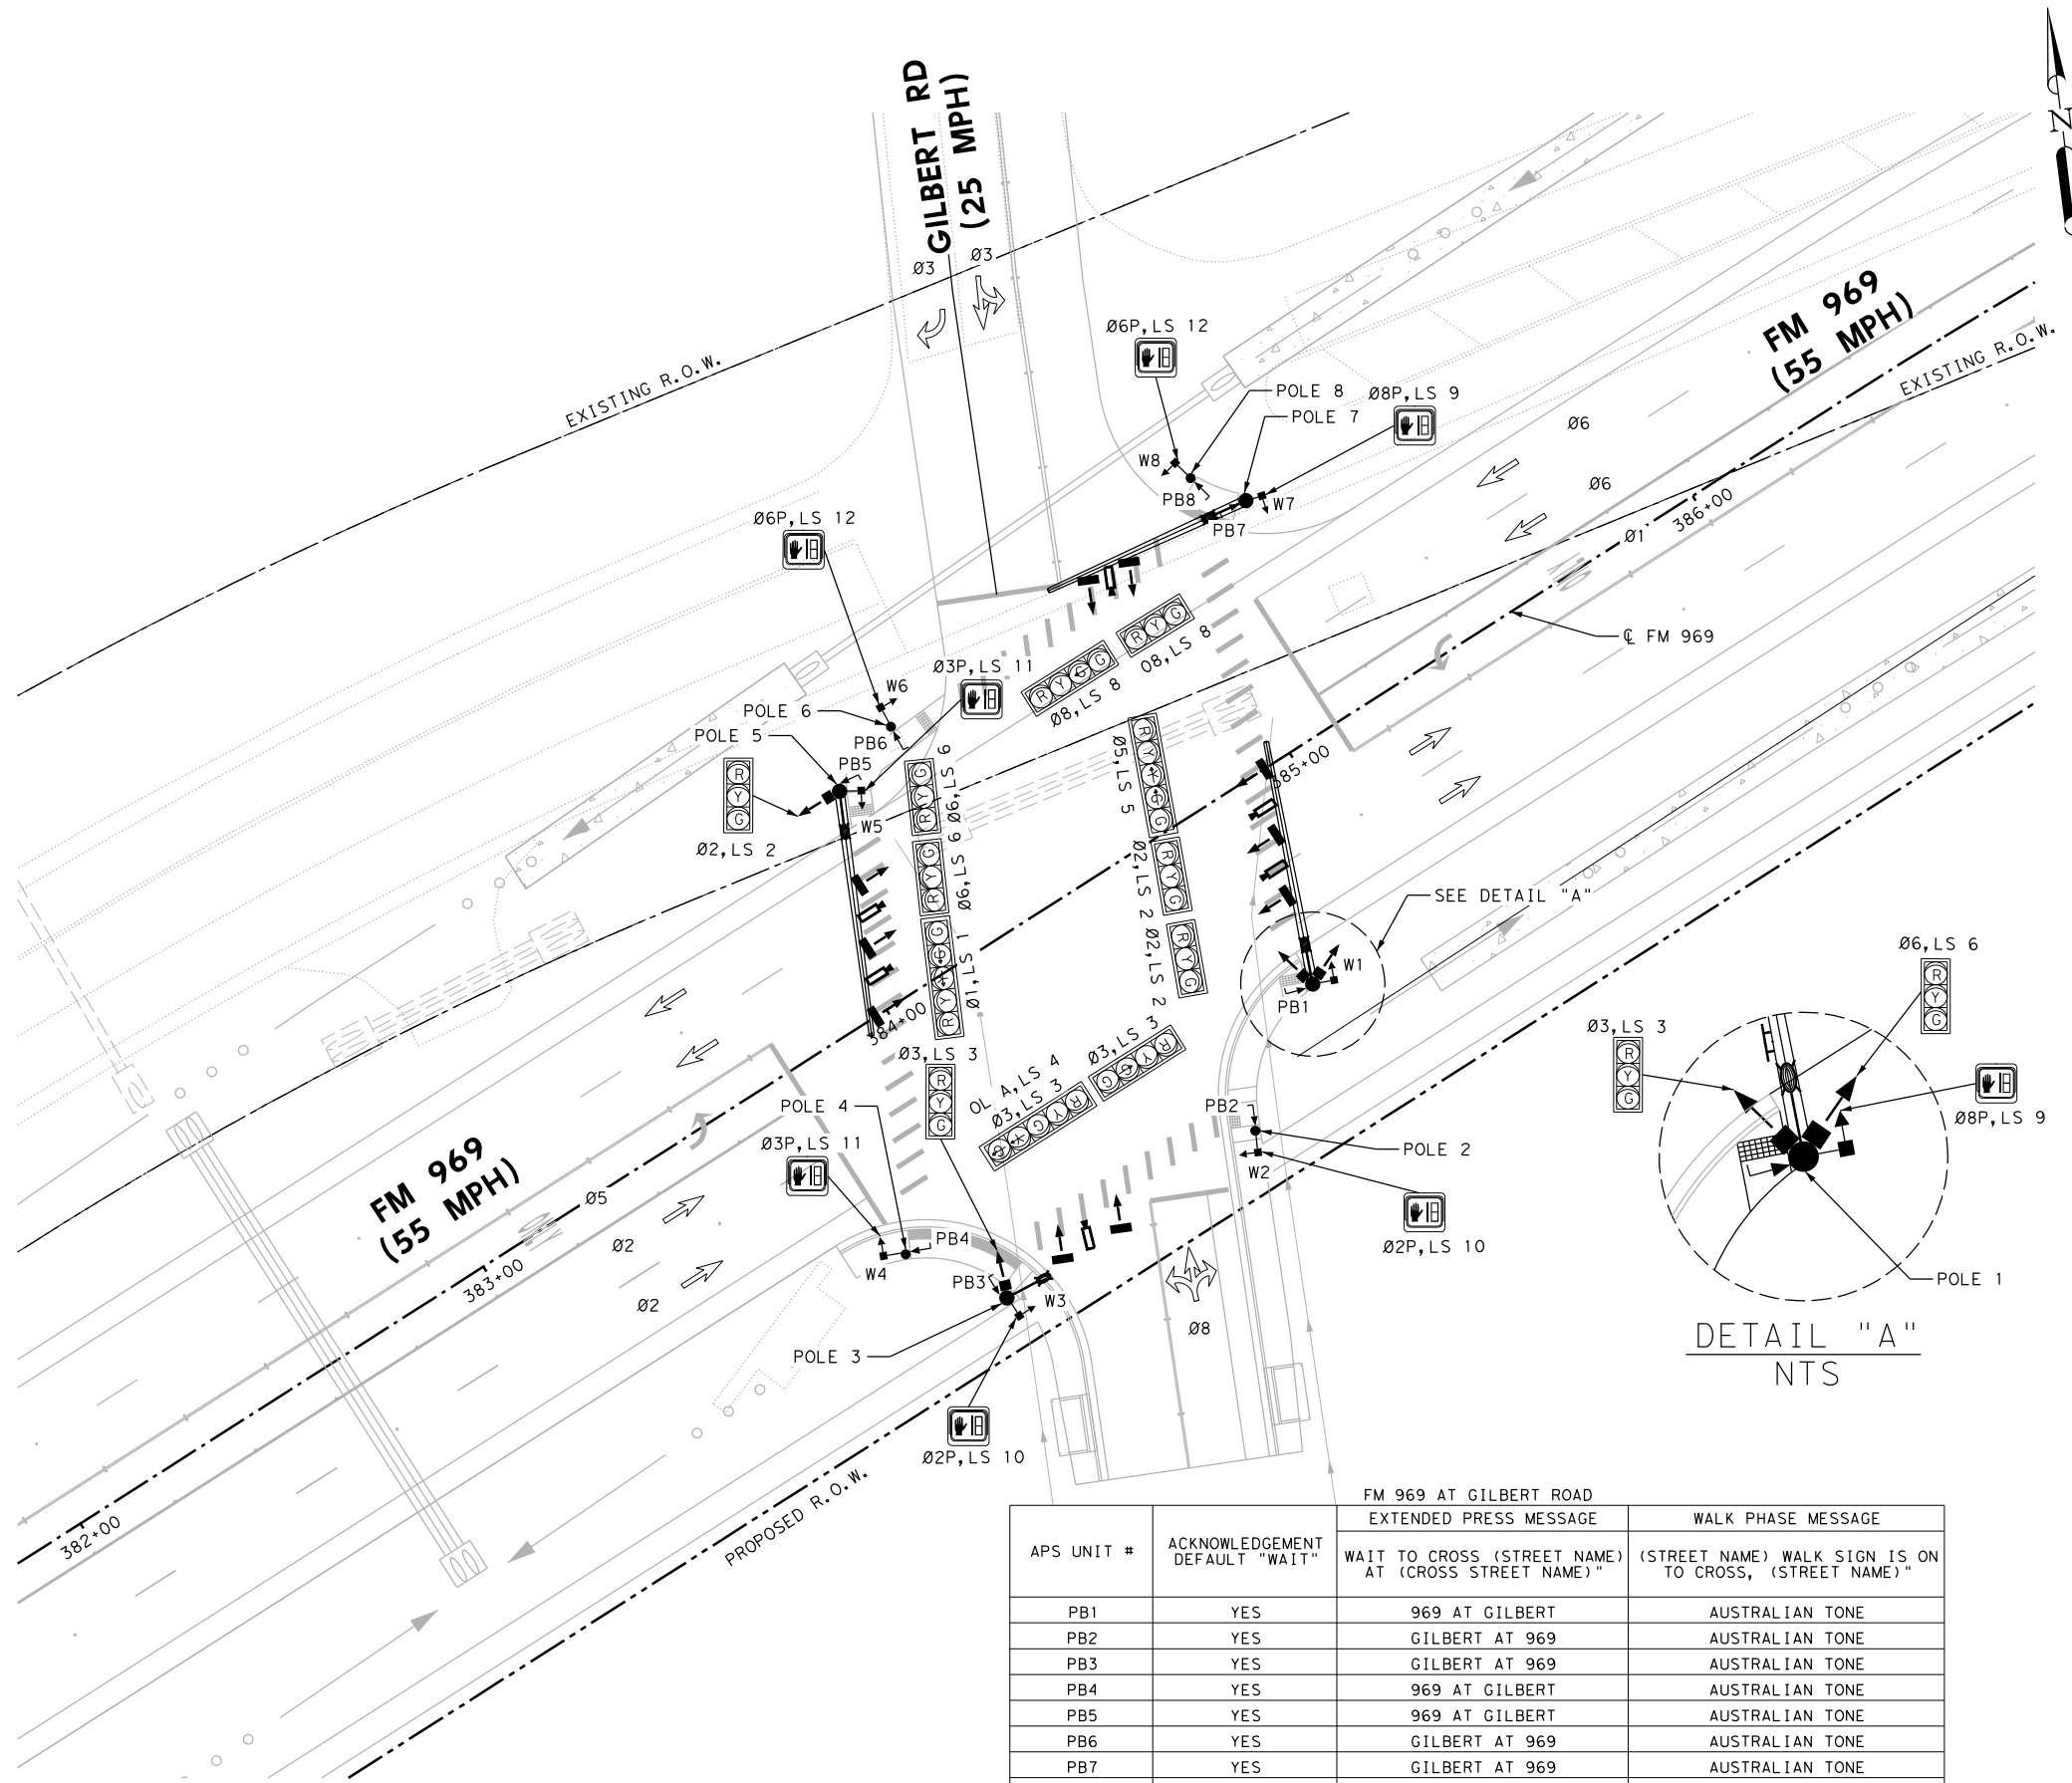 GILBERT RD
(25 MPH)
Ø3
Ø3
N
Ø6P,LS 12
POLE 8
POLE 7
Ø8P,LS 9
FM 969
(55 MPH)
EXISTING R.O.W.
EXISTING R.O.W.
Ø6
Ø6
Ø1
386+00
W8
PB8
W7
PB7
Ø6P,LS 12
℄ FM 969
R Y G G
Ø8,LS 8
R Y G
O8,LS 8
Ø3P,LS 11
W6
POLE 6
POLE 5
PB6
PB5
W5
R
Y
G
Ø2,LS 2
R Y G
Ø6,LS 6
R Y G
Ø6,LS 6
R Y Y G G
Ø1,LS 1
R Y Y G G
Ø5,LS 5
R Y G
Ø2,LS 2
R Y G
Ø2,LS 2
385+00
384+00
SEE DETAIL "A"
W1
PB1
Ø3,LS 3
R
Y
G
OL A,LS 4
Ø3,LS 3
R Y G Y G
Ø3,LS 3
R Y G G
POLE 4
Ø3P,LS 11
PB2
POLE 2
W2
Ø2P,LS 10
PB4
W4
PB3
W3
POLE 3
Ø8
Ø2P,LS 10
FM 969
(55 MPH)
Ø5
Ø2
Ø2
383+00
382+00
PROPOSED R.O.W.
Ø6,LS 6
R
Y
G
Ø3,LS 3
R
Y
G
Ø8P,LS 9
POLE 1
DETAIL "A"
NTS
FM 969 AT GILBERT ROAD
APS UNIT #
ACKNOWLEDGEMENT
DEFAULT "WAIT"
EXTENDED PRESS MESSAGE
WAIT TO CROSS (STREET NAME)
AT (CROSS STREET NAME)"
WALK PHASE MESSAGE
(STREET NAME) WALK SIGN IS ON
TO CROSS, (STREET NAME)"
PB1 YES 969 AT GILBERT AUSTRALIAN TONE
PB2 YES GILBERT AT 969 AUSTRALIAN TONE
PB3 YES GILBERT AT 969 AUSTRALIAN TONE
PB4 YES 969 AT GILBERT AUSTRALIAN TONE
PB5 YES 969 AT GILBERT AUSTRALIAN TONE
PB6 YES GILBERT AT 969 AUSTRALIAN TONE
PB7 YES GILBERT AT 969 AUSTRALIAN TONE